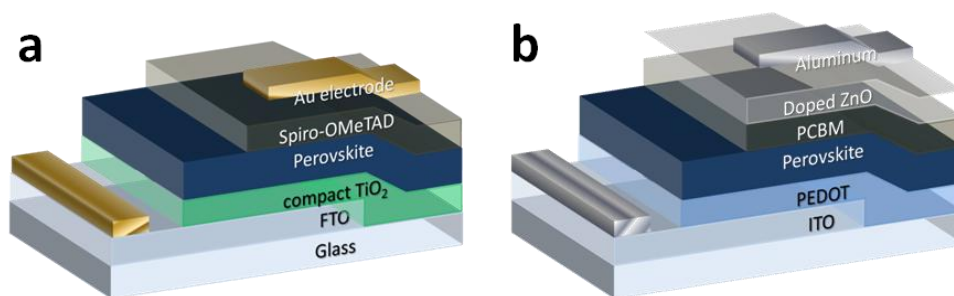 a
Au electrode
Spiro-OMeTAD
Perovskite
compact TiO₂
FTO
Glass
b
Aluminum
Doped ZnO
PCBM
Perovskite
PEDOT
ITO